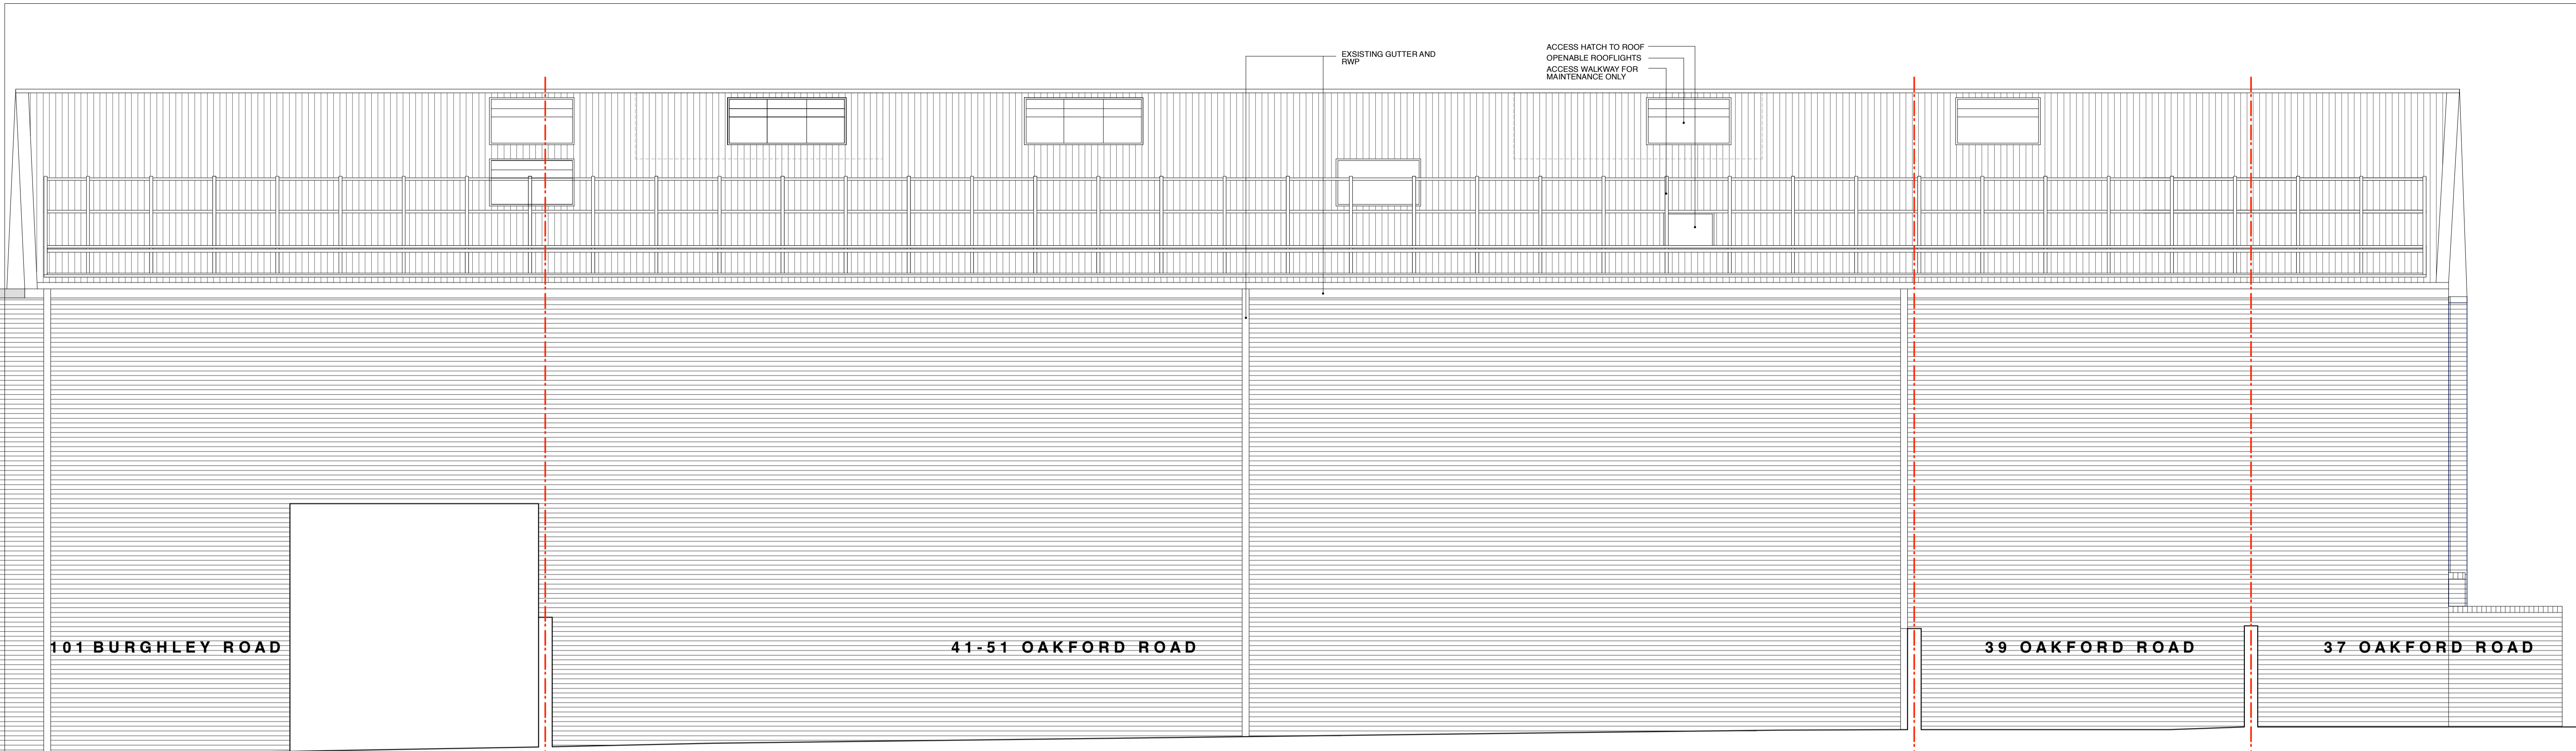 EXSISTING GUTTER AND
RWP
ACCESS HATCH TO ROOF
OPENABLE ROOFLIGHTS
ACCESS WALKWAY FOR
MAINTENANCE ONLY
101 BURGHLEY ROAD
41-51 OAKFORD ROAD
39 OAKFORD ROAD
37 OAKFORD ROAD